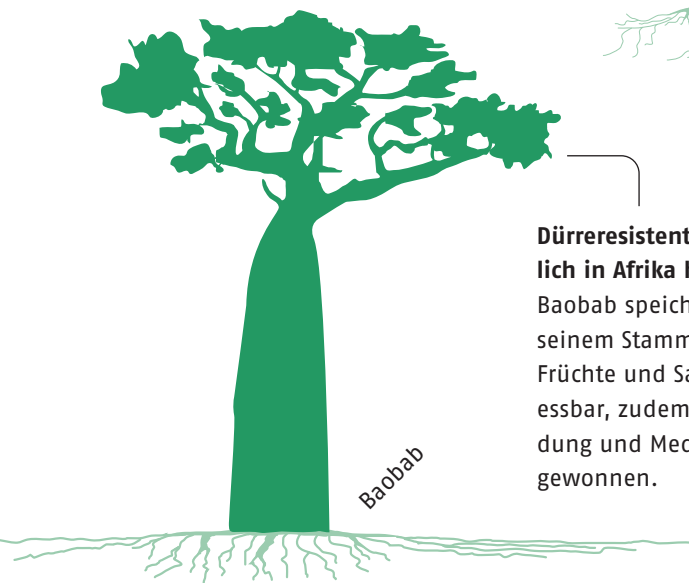 Dürreresistent
lich in Afrika
Baobab speich
seinem Stamm
Früchte und Sa
essbar, zudem
dung und Med
gewonnen.
Baobab